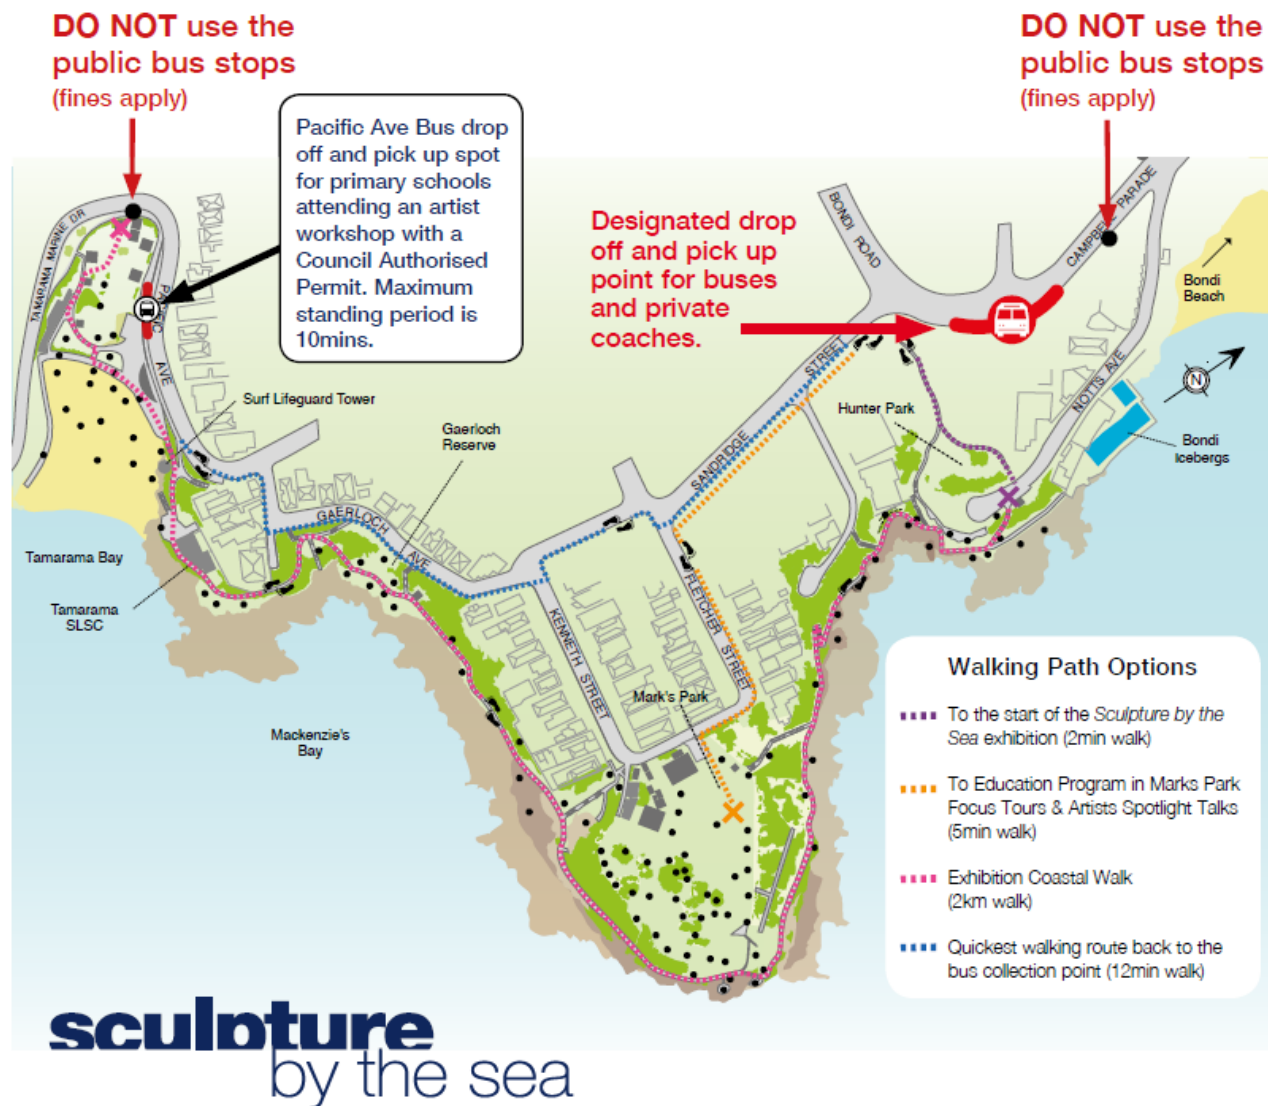 DO NOT use the
public bus stops
(fines apply)
DO NOT use the
public bus stops
(fines apply)
Pacific Ave Bus drop
off and pick up spot
for primary schools
attending an artist
workshop with a
Council Authorised
Permit. Maximum
standing period is
10mins.
Designated drop
off and pick up
point for buses
and private
coaches.
TAMARAMA MARINE DR
PACIFIC
AVE
BONDI ROAD
CAMPBELL PARADE
Bondi
Beach
N
NOTTS AVE
Bondi
Icebergs
Hunter Park
SANDRIDGE
STREET
Surf Lifeguard Tower
Gaerloch
Reserve
GAERLOCH
AVE
Tamarama Bay
Tamarama
SLSC
Mackenzie's
Bay
KENNETH STREET
FLETCHER STREET
Mark's Park
Walking Path Options
To the start of the Sculpture by the
Sea exhibition (2min walk)
To Education Program in Marks Park
Focus Tours & Artists Spotlight Talks
(5min walk)
Exhibition Coastal Walk
(2km walk)
Quickest walking route back to the
bus collection point (12min walk)
sculpture
by the sea